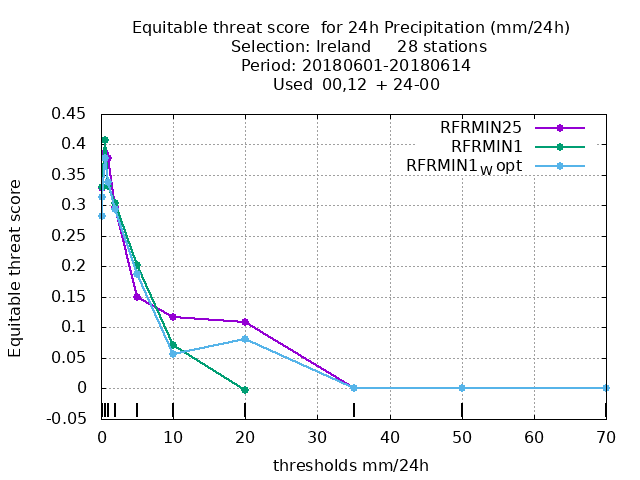 Equitable threat score  for 24h Precipitation (mm/24h)
Selection: Ireland     28 stations
Period: 20180601-20180614
Used  00,12  + 24-00
RFRMIN25
RFRMIN1
RFRMIN1W opt
Equitable threat score
0.45
0.4
0.35
0.3
0.25
0.2
0.15
0.1
0.05
0
-0.05
0 10 20 30 40 50 60 70
thresholds mm/24h